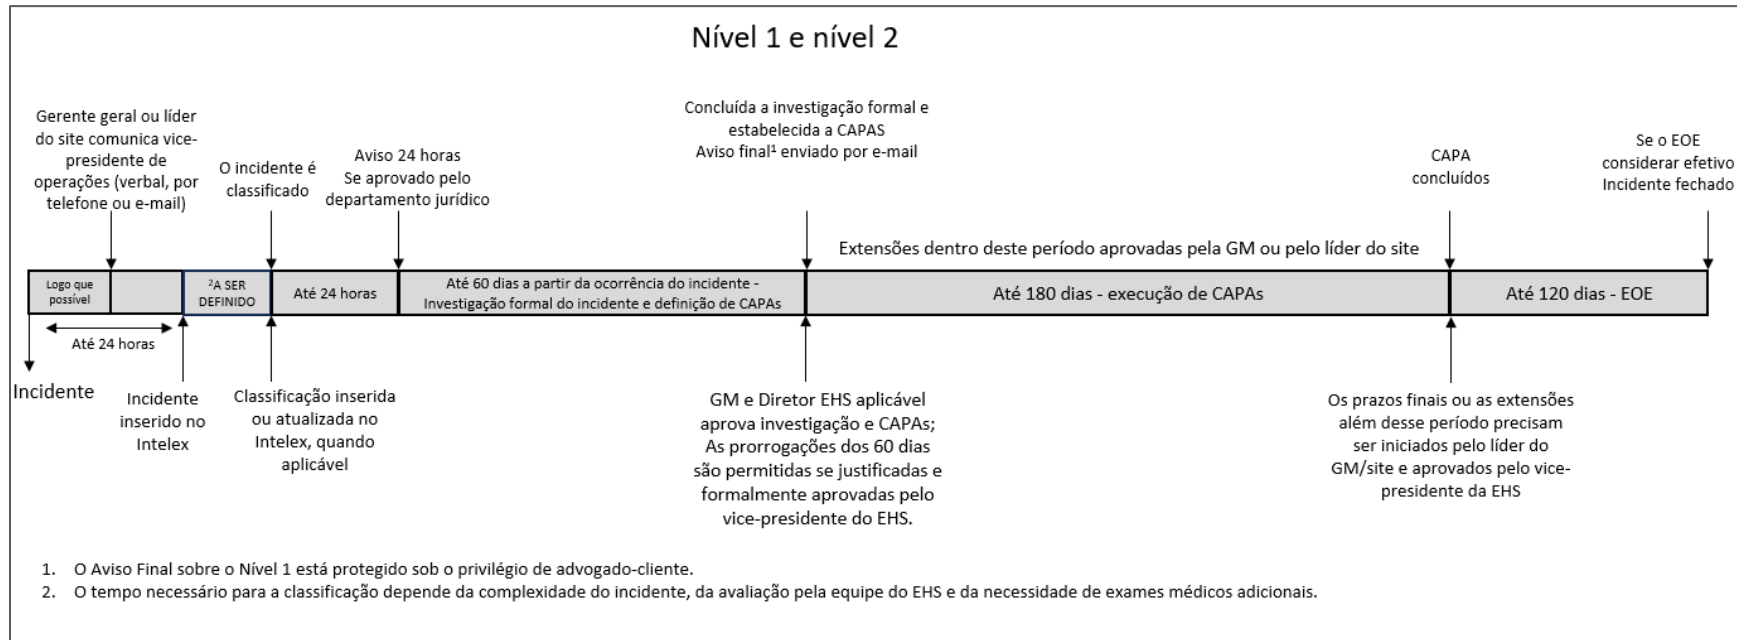 Nível 1 e nível 2
Gerente geral ou líder
do site comunica vice-
presidente de
operações (verbal, por
telefone ou e-mail)
O incidente é
classificado
Aviso 24 horas
Se aprovado pelo
departamento jurídico
Concluída a investigação formal e
estabelecida a CAPAS
Aviso final¹ enviado por e-mail
CAPA
concluídos
Se o EOE
considerar efetivo
Incidente fechado
Extensões dentro deste período aprovadas pela GM ou pelo líder do site
Logo que
possível
²A SER
DEFINIDO
Até 24 horas
Até 60 dias a partir da ocorrência do incidente -
Investigação formal do incidente e definição de CAPAs
Até 180 dias - execução de CAPAs
Até 120 dias - EOE
Até 24 horas
Incidente
Incidente
inserido no
Intelex
Classificação inserida
ou atualizada no
Intelex, quando
aplicável
GM e Diretor EHS aplicável
aprova investigação e CAPAs;
As prorrogações dos 60 dias
são permitidas se justificadas e
formalmente aprovadas pelo
vice-presidente do EHS.
Os prazos finais ou as extensões
além desse período precisam
ser iniciados pelo líder do
GM/site e aprovados pelo vice-
presidente da EHS
1. O Aviso Final sobre o Nível 1 está protegido sob o privilégio de advogado-cliente.
2. O tempo necessário para a classificação depende da complexidade do incidente, da avaliação pela equipe do EHS e da necessidade de exames médicos adicionais.